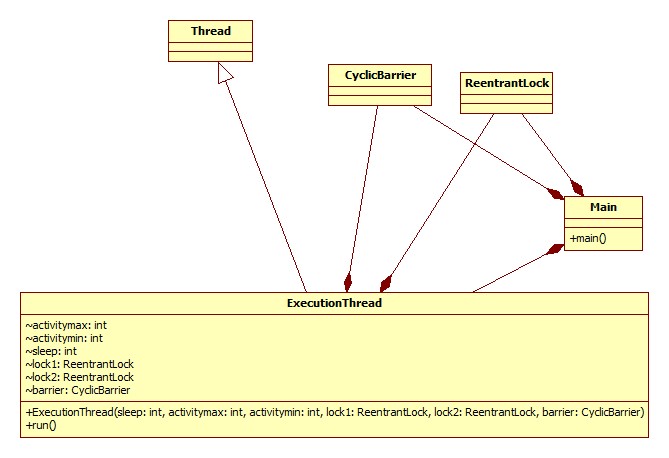 Thread
CyclicBarrier
ReentrantLock
Main
+main()
ExecutionThread
~activitymax: int
~activitymin: int
~sleep: int
~lock1: ReentrantLock
~lock2: ReentrantLock
~barrier: CyclicBarrier
+ExecutionThread(sleep: int, activitymax: int, activitymin: int, lock1: ReentrantLock, lock2: ReentrantLock, barrier: CyclicBarrier)
+run()